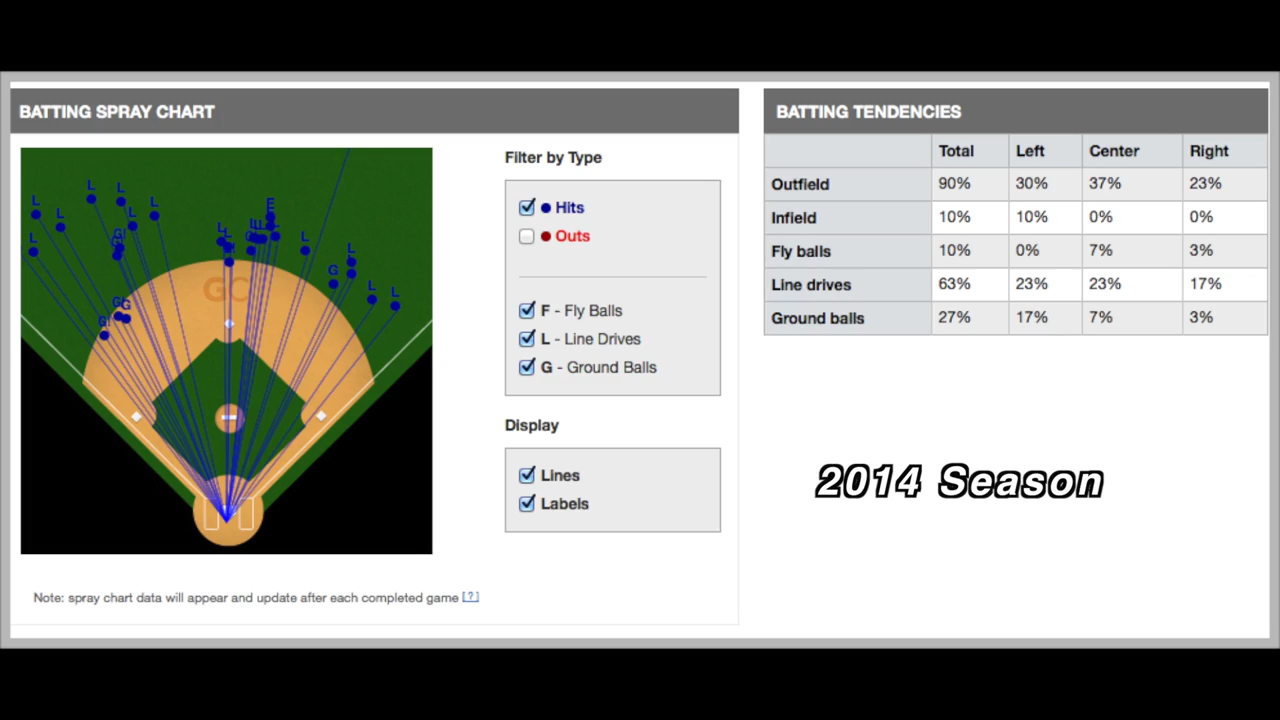 BATTING SPRAY CHART
L
L
L
L
L
L
L
G
L
L
L
L
L
G
G
GC
Filter by Type
Hits
Outs
F - Fly Balls
L - Line Drives
G - Ground Balls
Display
Lines
Labels
Note: spray chart data will appear and update after each completed game [?]
BATTING TENDENCIES
Total Left Center Right
Outfield 90% 30% 37% 23%
Infield 10% 10% 0% 0%
Fly balls 10% 0% 7% 3%
Line drives 63% 23% 23% 17%
Ground balls 27% 17% 7% 3%
2014 Season